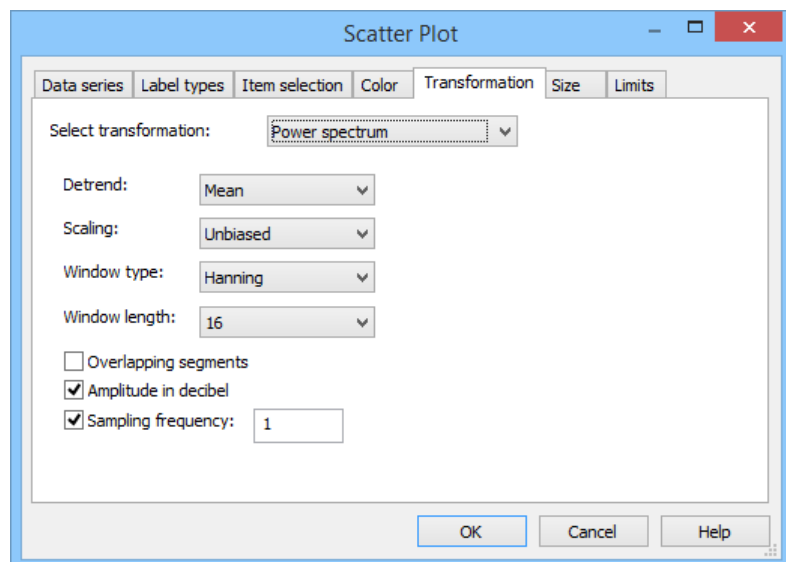 Scatter Plot
Data series Label types Item selection Color Transformation Size Limits
Select transformation: Power spectrum
Detrend: Mean
Scaling: Unbiased
Window type: Hanning
Window length: 16
Overlapping segments
Amplitude in decibel
Sampling frequency: 1
OK Cancel Help